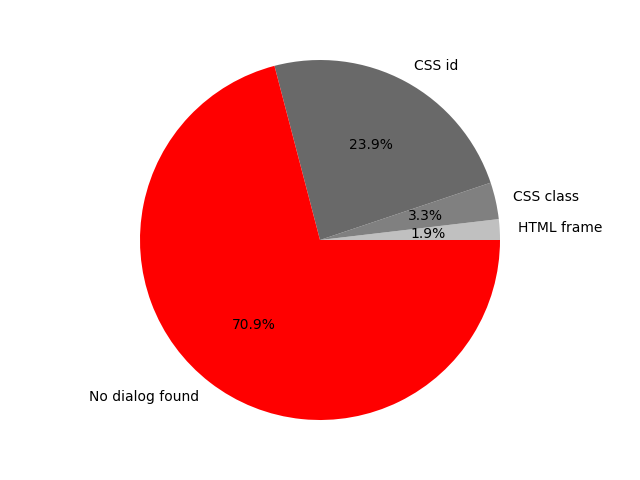 CSS id
23.9%
CSS class
3.3%
HTML frame
1.9%
70.9%
No dialog found